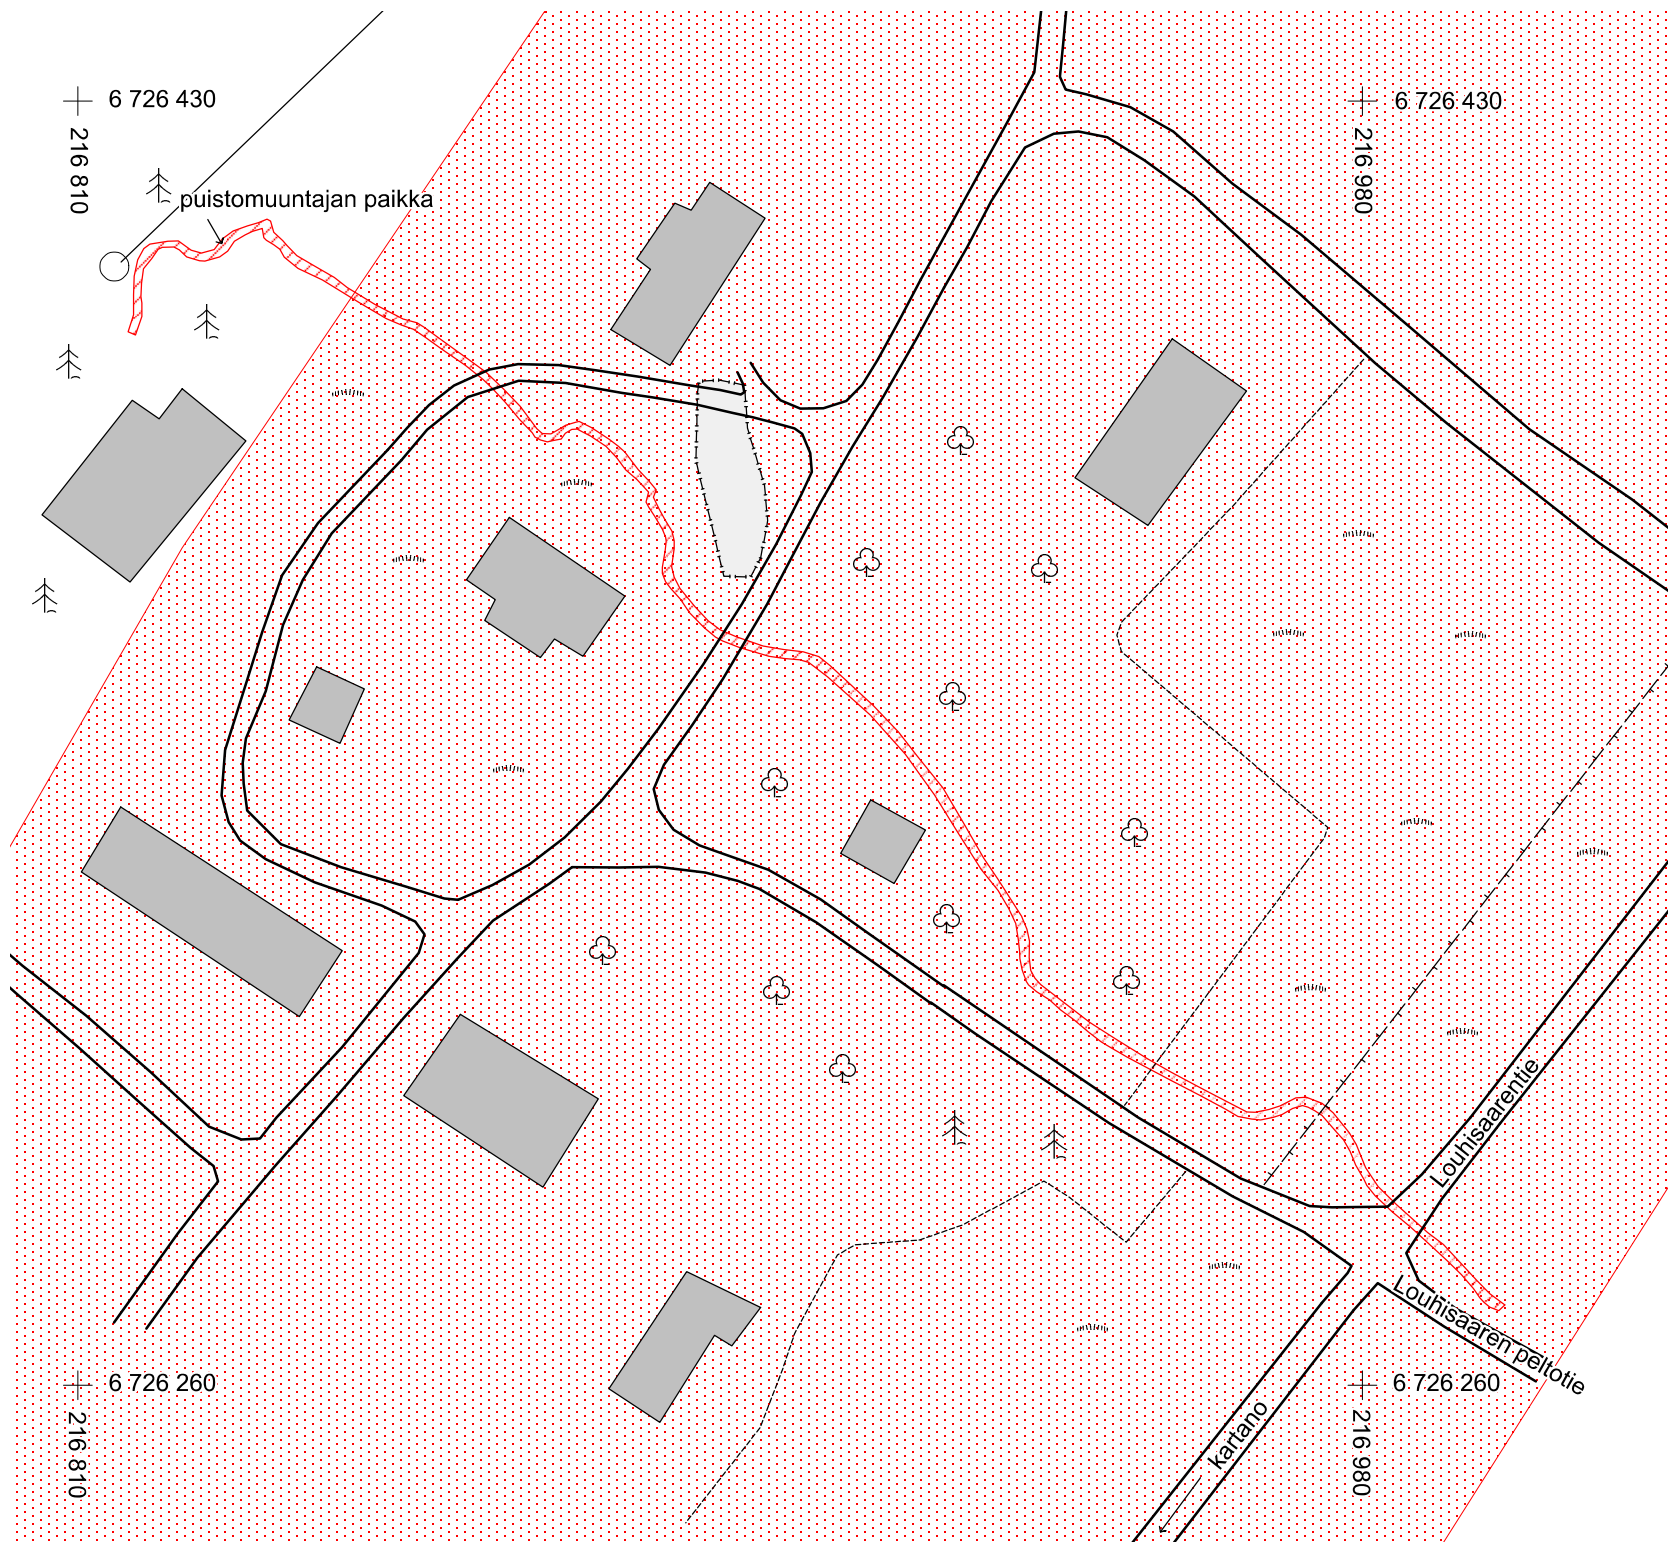 6 726 430
6 726 430
216 810
216 980
puistomuuntajan paikka
Louhisaarentie
Louhisaaren peltotie
6 726 260
6 726 260
kartano
216 810
216 980